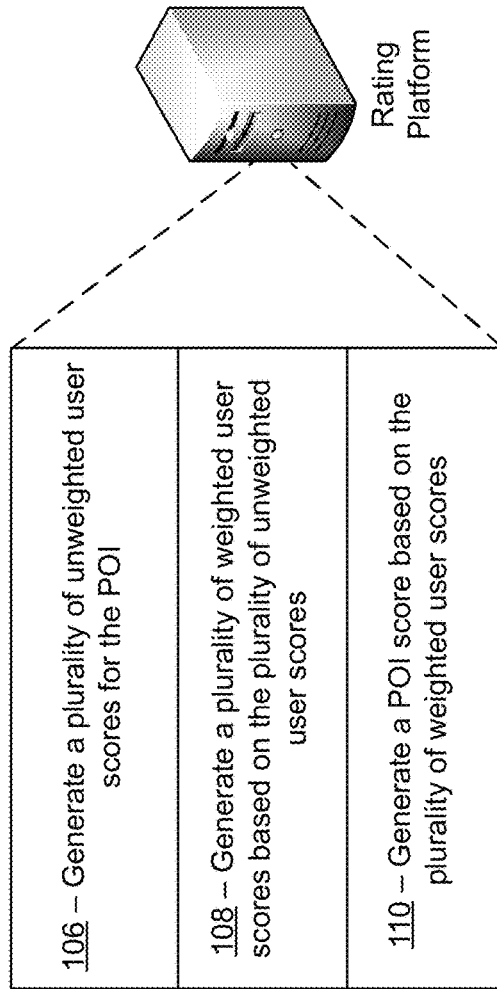 106 – Generate a plurality of unweighted user
scores for the POI
108 – Generate a plurality of weighted user
scores based on the plurality of unweighted
user scores
110 – Generate a POI score based on the
plurality of weighted user scores
Rating
Platform